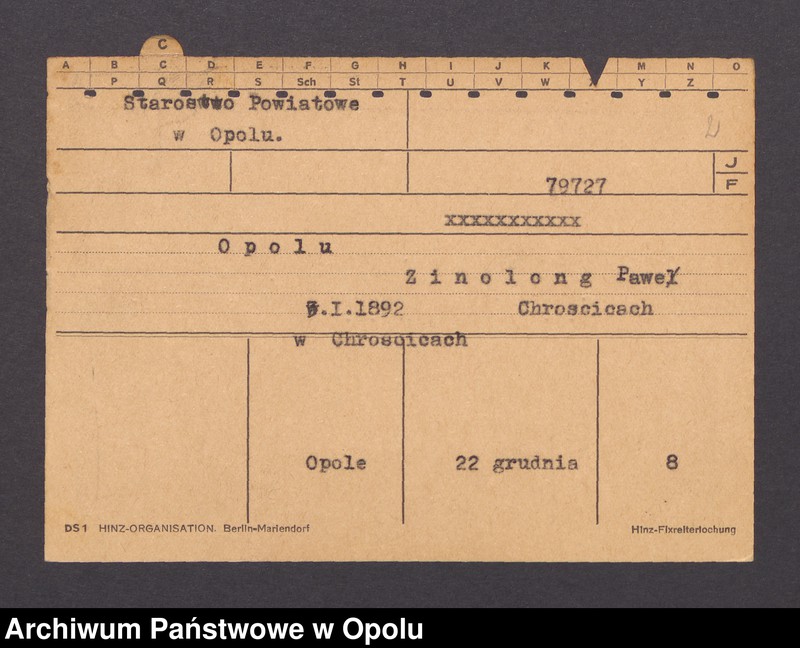 C
A B C D E F G H I J K M N O
P Q R S Sch St T U V W Y Z
Starostwo Powiatowe
w Opolu.
J
F
79727
xxxxxxxxxxx
Opolu
Zinolong Paweł
.I.1892 Chroscicach
w Chroscicach
Opole 22 grudnia 8
DS1 HINZ-ORGANISATION. Berlin-Mariendorf Hinz-Fixreiterlochung
Archiwum Państwowe w Opolu